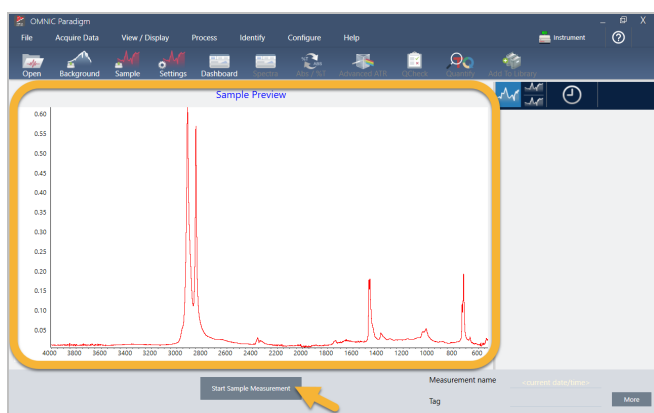 OMNIC Paradigm
File Acquire Data View / Display Process Identify Configure Help Instrument
Open Background Sample Settings Dashboard Spectra Abs / %T Advanced ATR QCheck Quantify Add To Library
Sample Preview
0.60
0.55
0.50
0.45
0.40
0.35
0.30
0.25
0.20
0.15
0.10
0.05
4000 3800 3600 3400 3200 3000 2800 2600 2400 2200 2000 1800 1600 1400 1200 1000 800 600
Start Sample Measurement
Measurement name <current date/time>
Tag More